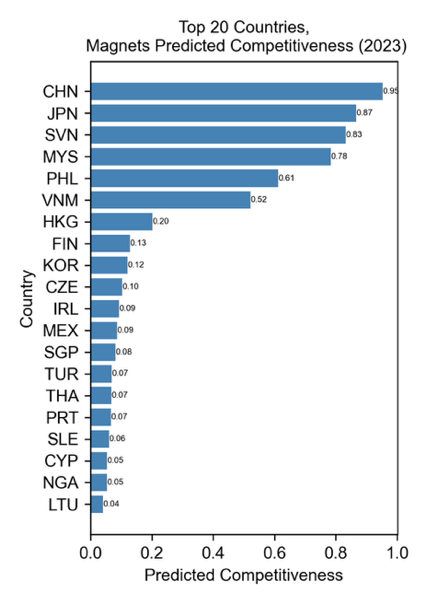 Top 20 Countries,
Magnets Predicted Competitiveness (2023)
Country
CHN 0.95
JPN 0.87
SVN 0.83
MYS 0.78
PHL 0.61
VNM 0.52
HKG 0.20
FIN 0.13
KOR 0.12
CZE 0.10
IRL 0.09
MEX 0.09
SGP 0.08
TUR 0.07
THA 0.07
PRT 0.07
SLE 0.06
CYP 0.05
NGA 0.05
LTU 0.04
0.0 0.2 0.4 0.6 0.8 1.0
Predicted Competitiveness